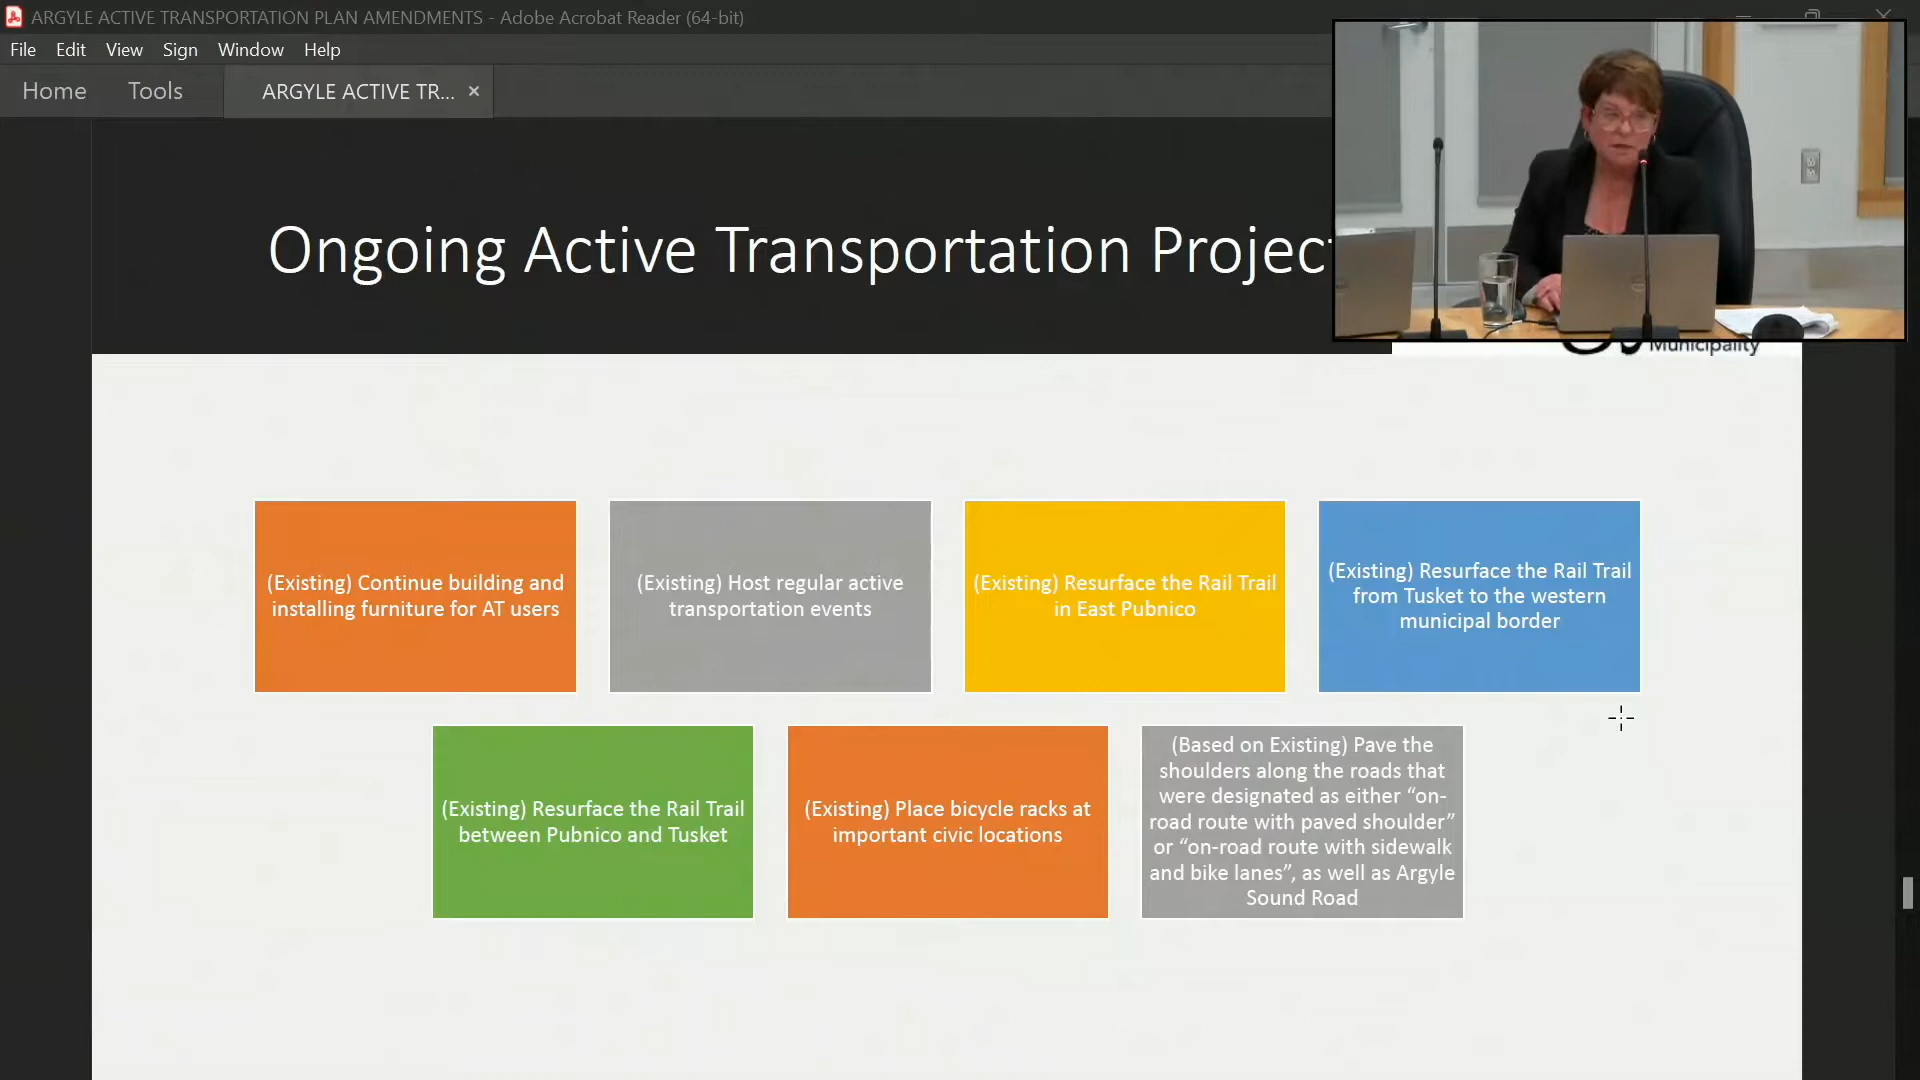 ARGYLE ACTIVE TRANSPORTATION PLAN AMENDMENTS - Adobe Acrobat Reader (64-bit)
File Edit View Sign Window Help
Home Tools ARGYLE ACTIVE TR... ×
Ongoing Active Transportation Projec
Municipality
(Existing) Continue building and
installing furniture for AT users
(Existing) Host regular active
transportation events
(Existing) Resurface the Rail Trail
in East Pubnico
(Existing) Resurface the Rail Trail
from Tusket to the western
municipal border
(Existing) Resurface the Rail Trail
between Pubnico and Tusket
(Existing) Place bicycle racks at
important civic locations
(Based on Existing) Pave the
shoulders along the roads that
were designated as either “on-
road route with paved shoulder”
or “on-road route with sidewalk
and bike lanes”, as well as Argyle
Sound Road